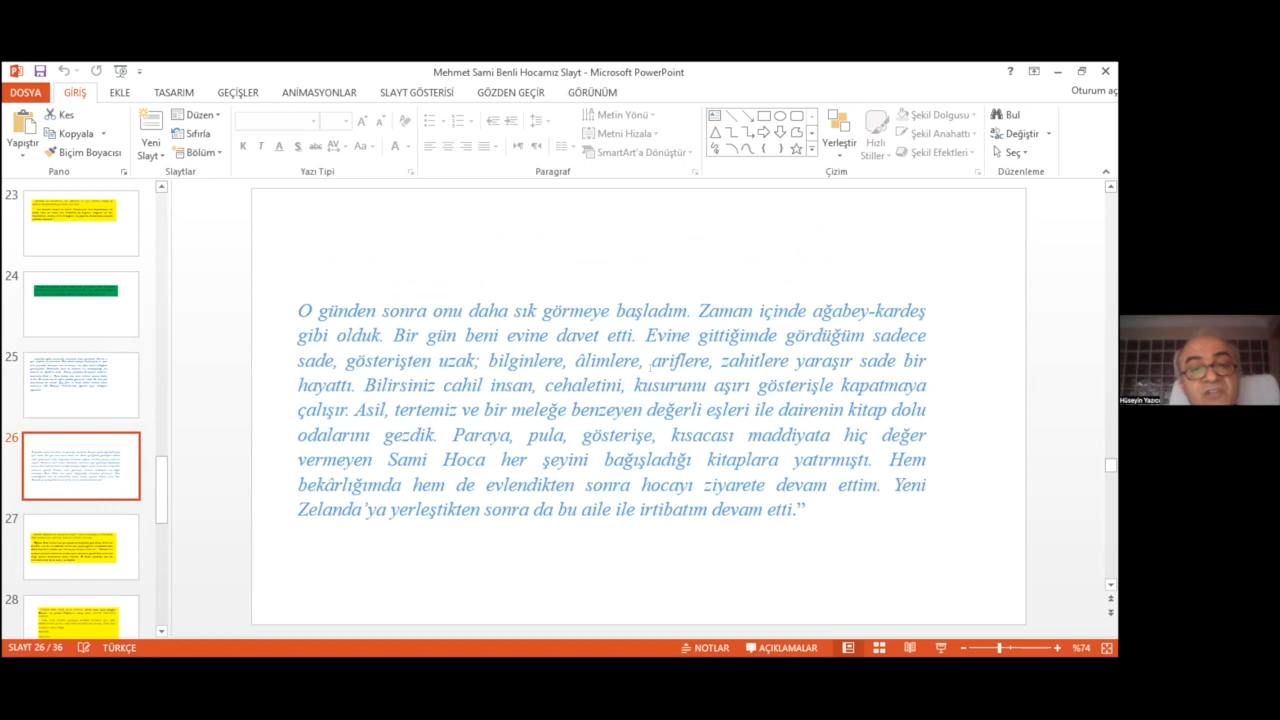 Mehmet Sami Benli Hocamız Slayt - Microsoft PowerPoint
Oturum aç
DOSYA GİRİŞ EKLE TASARIM GEÇİŞLER ANİMASYONLAR SLAYT GÖSTERİSİ GÖZDEN GEÇİR GÖRÜNÜM
Yapıştır
Kes
Kopyala
Biçim Boyacısı
Pano
Yeni
Slayt
Düzen
Sıfırla
Bölüm
Slaytlar
K T A S abc AV Aa A
Yazı Tipi
Metin Yönü
Metni Hizala
SmartArt'a Dönüştür
Paragraf
Yerleştir
Hızlı
Stiller
Şekil Dolgusu
Şekil Anahattı
Şekil Efektleri
Çizim
Bul
Değiştir
Seç
Düzenleme
23
24
25
26
27
28
O günden sonra onu daha sık görmeye başladım. Zaman içinde ağabey-kardeş
gibi olduk. Bir gün beni evine davet etti. Evine gittiğimde gördüğüm sadece
sade, gösterişten uzak; bilginlere, âlimlere, ariflere, zatına yaraşır sade bir
hayattı. Bilirsiniz cahil insan, cehaletini, kusurunu aşırı gösterişle kapatmaya
çalışır. Asil, tertemiz ve bir meleğe benzeyen değerli eşleri ile dairenin kitap dolu
odalarını gezdik. Paraya, pula, gösterişe, kısacası maddiyata hiç değer
vermeyen Sami Hoca her şeyini bağışladığı kitaplara yatırmıştı. Hem
bekârlığımda hem de evlendikten sonra hocayı ziyarete devam ettim. Yeni
Zelanda’ya yerleştikten sonra da bu aile ile irtibatım devam etti.”
Hüseyin Yazıcı
SLAYT 26 / 36 TÜRKÇE NOTLAR AÇIKLAMALAR %74